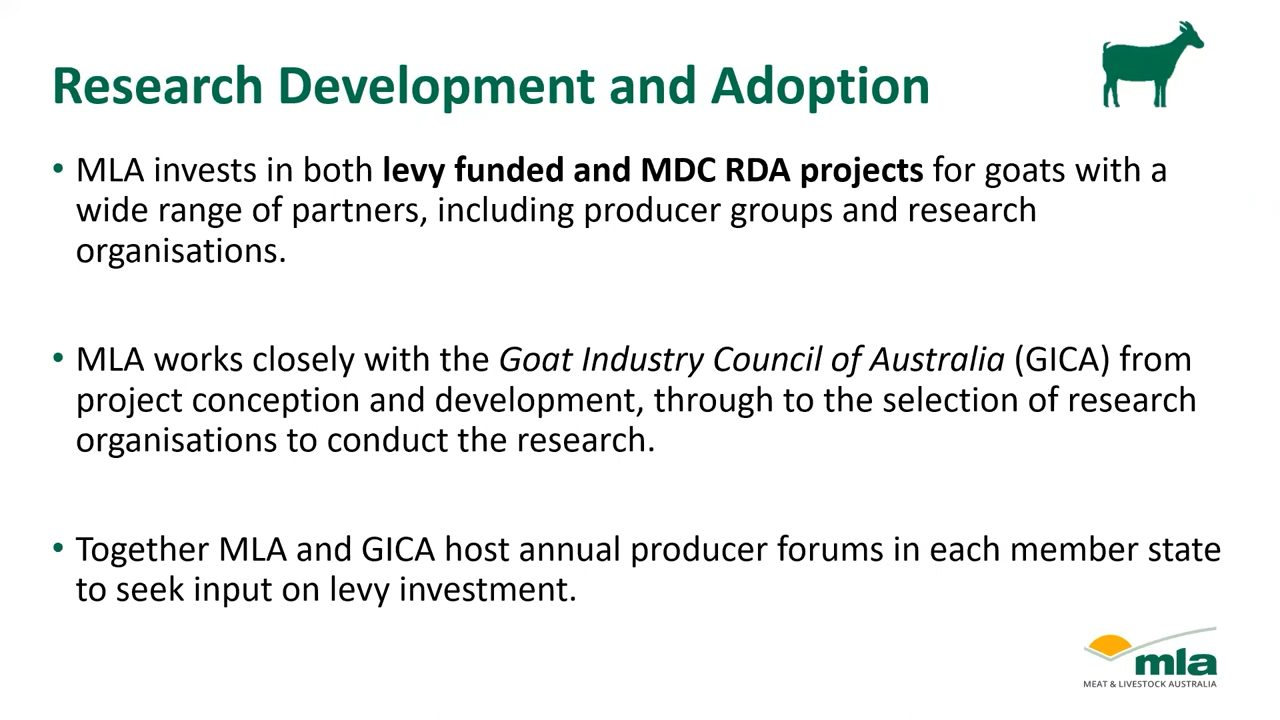 Research Development and Adoption
• MLA invests in both levy funded and MDC RDA projects for goats with a
wide range of partners, including producer groups and research
organisations.
• MLA works closely with the Goat Industry Council of Australia (GICA) from
project conception and development, through to the selection of research
organisations to conduct the research.
• Together MLA and GICA host annual producer forums in each member state
to seek input on levy investment.
mla
MEAT & LIVESTOCK AUSTRALIA